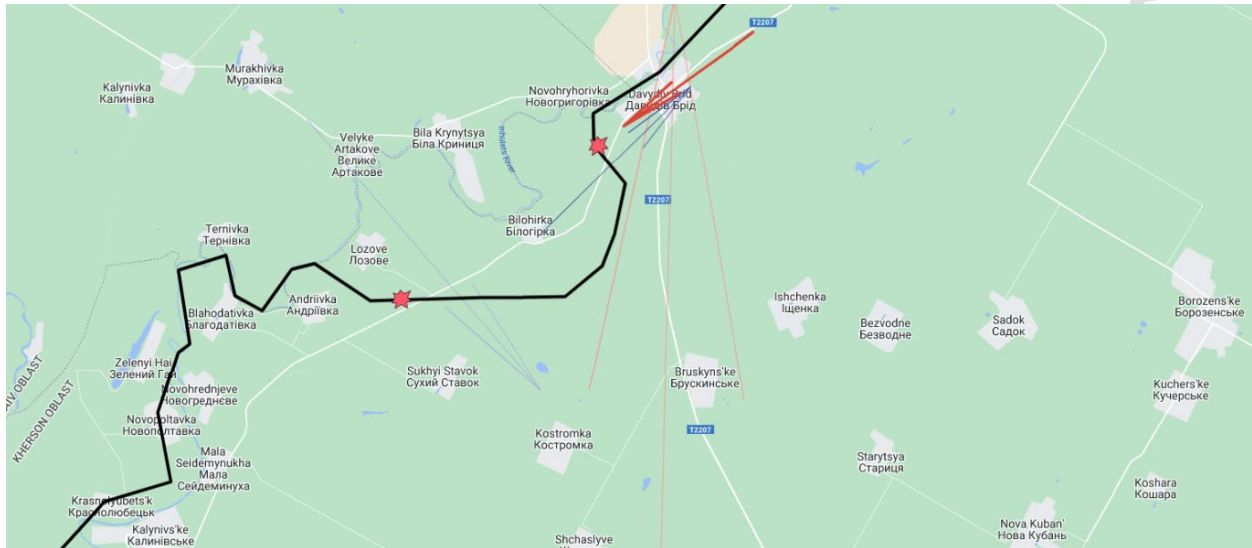 T2207
Murakhivka
Мурахівка
Kalynivka
Калинівка
Novohryhorivka
Новогригорівка
Davydiv Brid
Давидів Брід
Velyke
Artakove
Велике
Артакове
Bila Krynytsya
Біла Криниця
Inhulets River
T2207
Bilohirka
Білогірка
Ternivka
Тернівка
Lozove
Лозове
Blahodativka
Благодатівка
Andriivka
Андріївка
Ishchenka
Іщенка
Bezvodne
Безводне
Sadok
Садок
Borozens'ke
Борозенське
Zelenyi Hai
Зелений Гай
Sukhyi Stavok
Сухий Ставок
Bruskyns'ke
Брускинське
KHERSON OBLAST
Novohrednjeve
Новогреднєве
Kuchers'ke
Кучерське
Novopoltavka
Новополтавка
T2207
Kostromka
Костромка
Mala
Seidemynukha
Мала
Сейдеминуха
Starytsya
Стариця
Koshara
Кошара
Krasnolyubets'k
Краснолюбецьк
Kalynivs'ke
Калинівське
Nova Kuban'
Нова Кубань
Shchaslyve